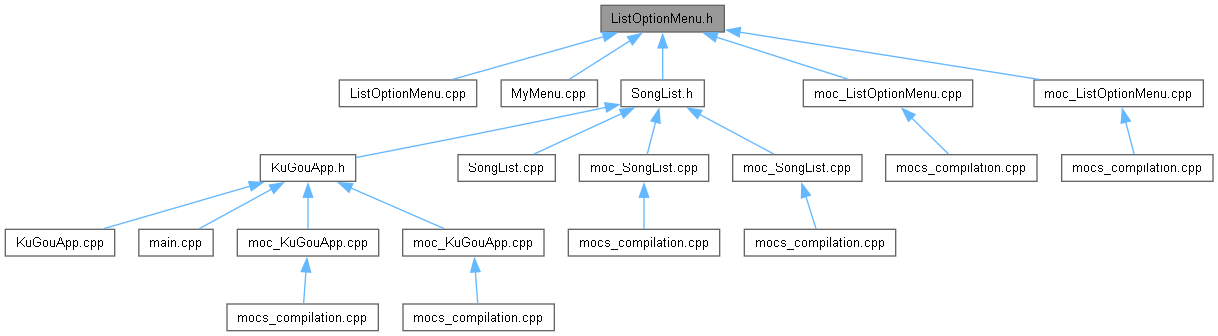 ListOptionMenu.h
ListOptionMenu.cpp
MyMenu.cpp
SongList.h
moc_ListOptionMenu.cpp
moc_ListOptionMenu.cpp
KuGouApp.h
SongList.cpp
moc_SongList.cpp
moc_SongList.cpp
mocs_compilation.cpp
mocs_compilation.cpp
KuGouApp.cpp
main.cpp
moc_KuGouApp.cpp
moc_KuGouApp.cpp
mocs_compilation.cpp
mocs_compilation.cpp
mocs_compilation.cpp
mocs_compilation.cpp